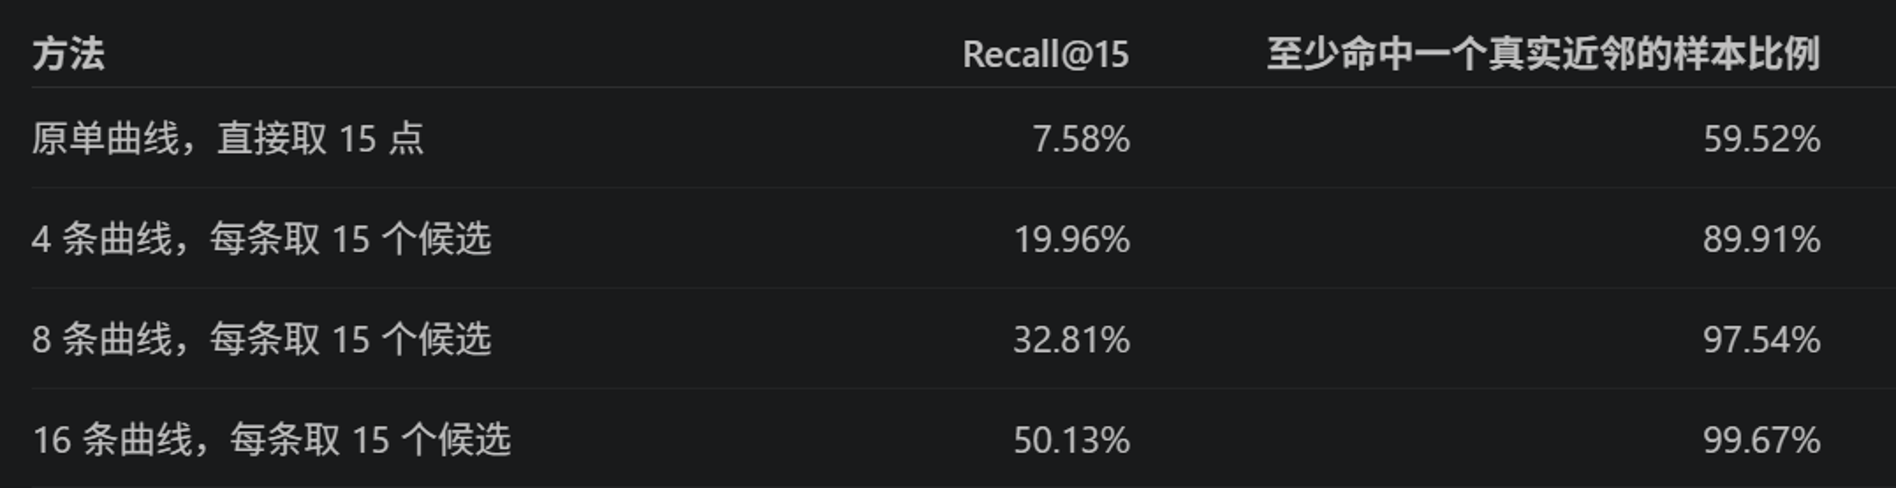 方法 Recall@15 至少命中一个真实近邻的样本比例
原单曲线，直接取 15 点 7.58% 59.52%
4 条曲线，每条取 15 个候选 19.96% 89.91%
8 条曲线，每条取 15 个候选 32.81% 97.54%
16 条曲线，每条取 15 个候选 50.13% 99.67%